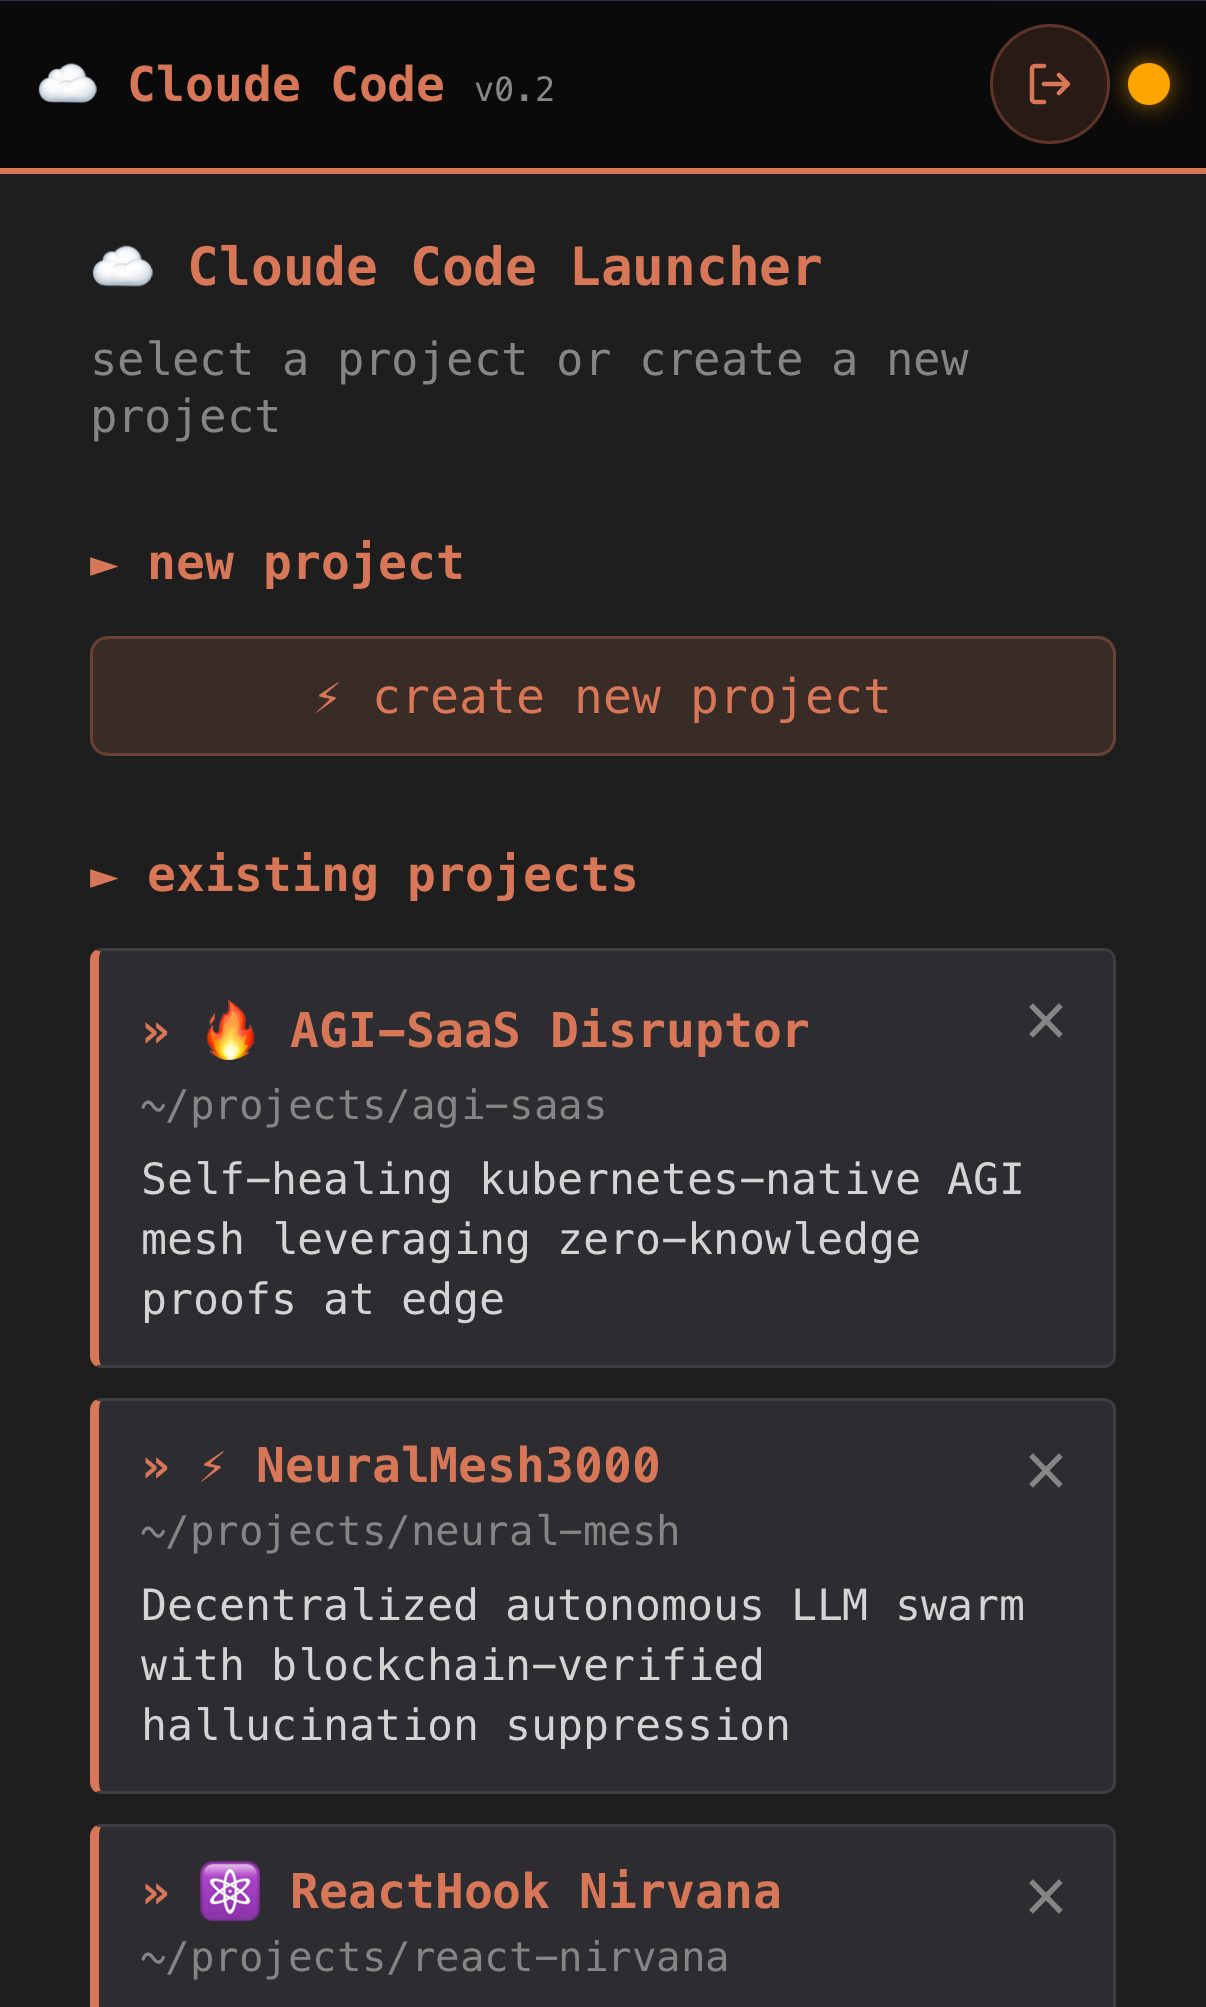 ☁️ Cloude Code v0.2
☁️ Cloude Code Launcher
select a project or create a new
project
► new project
⚡ create new project
► existing projects
» 🔥 AGI-SaaS Disruptor ×
~/projects/agi-saas
Self-healing kubernetes-native AGI
mesh leveraging zero-knowledge
proofs at edge
» ⚡ NeuralMesh3000 ×
~/projects/neural-mesh
Decentralized autonomous LLM swarm
with blockchain-verified
hallucination suppression
» ⚛️ ReactHook Nirvana ×
~/projects/react-nirvana